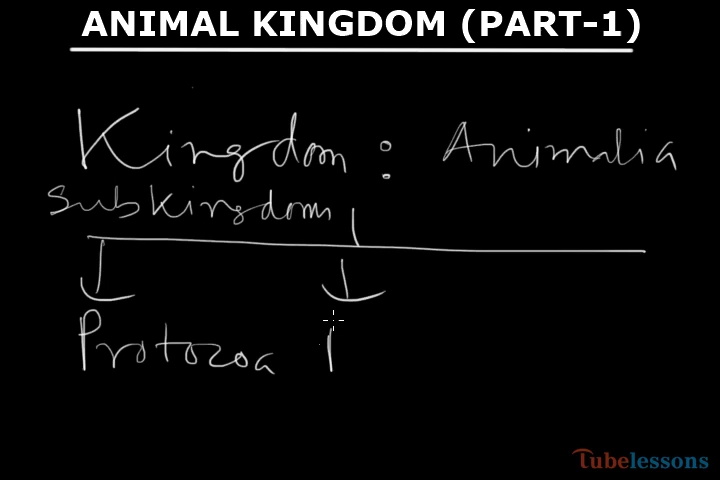 ANIMAL KINGDOM (PART-1)
Kingdom : Animalia
Subkingdom
Protozoa
Tubelessons